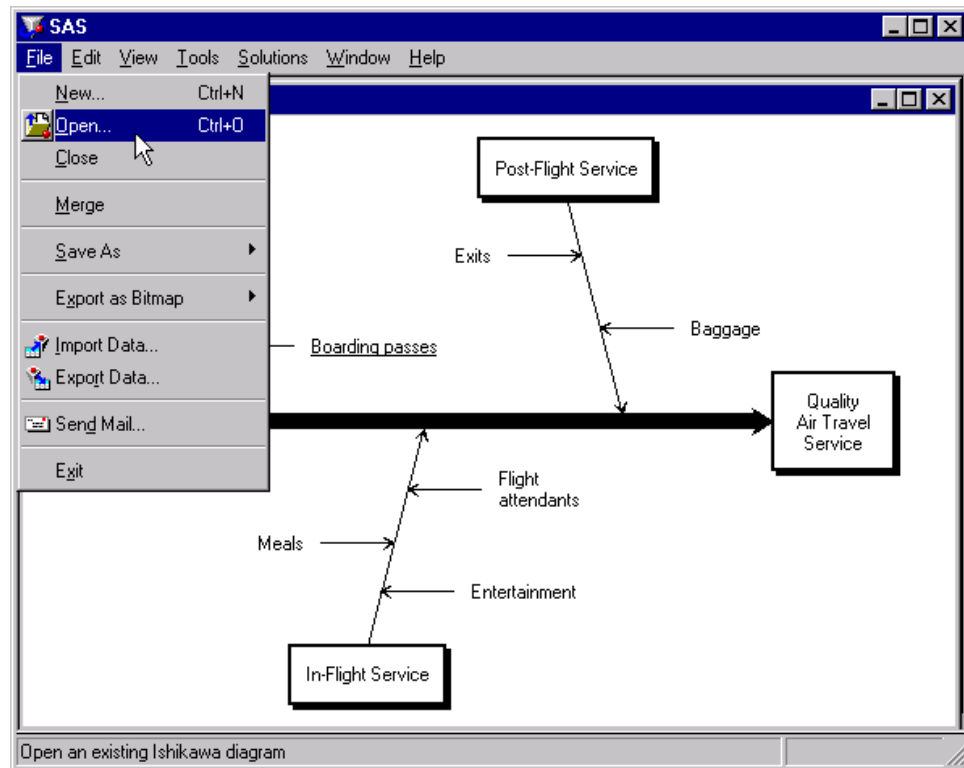 SAS
File Edit View Tools Solutions Window Help
New... Ctrl+N
Open... Ctrl+O
Close
Merge
Save As
Export as Bitmap
Import Data...
Export Data...
Send Mail...
Exit
Post-Flight Service
Exits
Baggage
Boarding passes
Quality
Air Travel
Service
Flight
attendants
Meals
Entertainment
In-Flight Service
Open an existing Ishikawa diagram